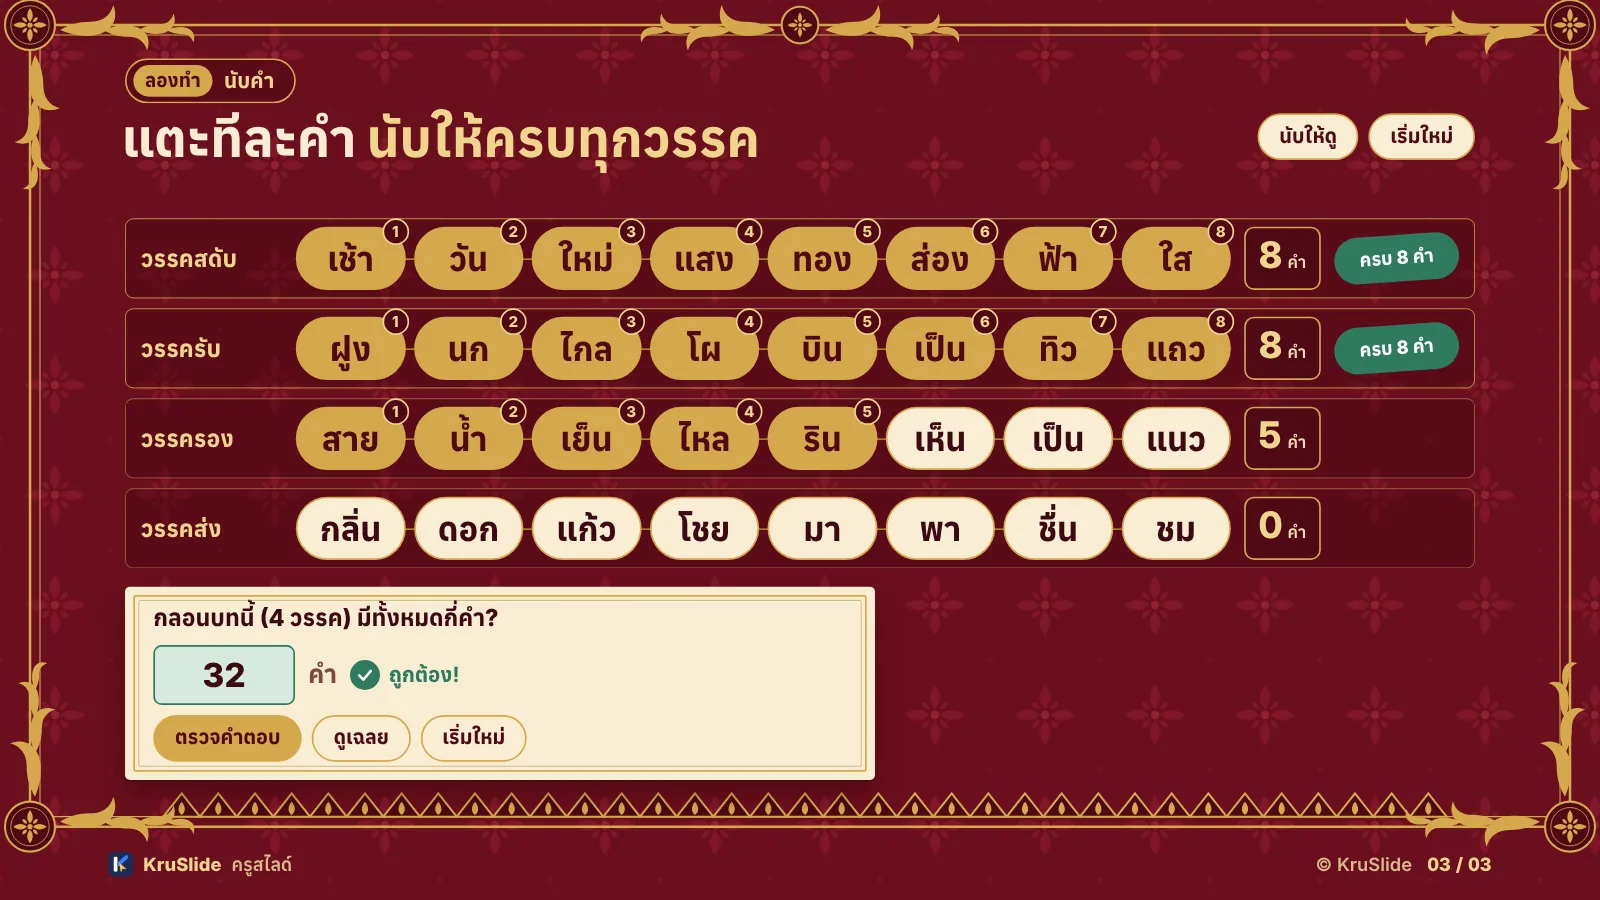 ลองทำ นับคำ
แตะทีละคำ นับให้ครบทุกวรรค
นับให้ดู เริ่มใหม่
วรรคสดับ เช้า 1 วัน 2 ใหม่ 3 แสง 4 ทอง 5 ส่อง 6 ฟ้า 7 ใส 8 8 คำ ครบ 8 คำ
วรรครับ ฝูง 1 นก 2 ไกล 3 โผ 4 บิน 5 เป็น 6 ทิว 7 แถว 8 8 คำ ครบ 8 คำ
วรรครอง สาย 1 น้ำ 2 เย็น 3 ไหล 4 ริน 5 เห็น เป็น แนว 5 คำ
วรรคส่ง กลิ่น ดอก แก้ว โชย มา พา ชื่น ชม 0 คำ
กลอนบทนี้ (4 วรรค) มีทั้งหมดกี่คำ?
32 คำ ถูกต้อง!
ตรวจคำตอบ ดูเฉลย เริ่มใหม่
KruSlide ครูสไลด์
© KruSlide 03 / 03